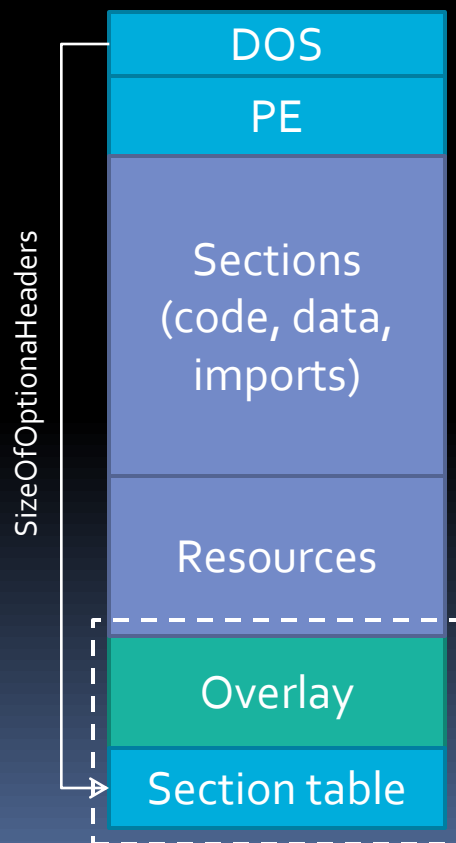 DOS
PE
SizeOfOptionaHeaders
Sections
(code, data,
imports)
Resources
Overlay
Section table